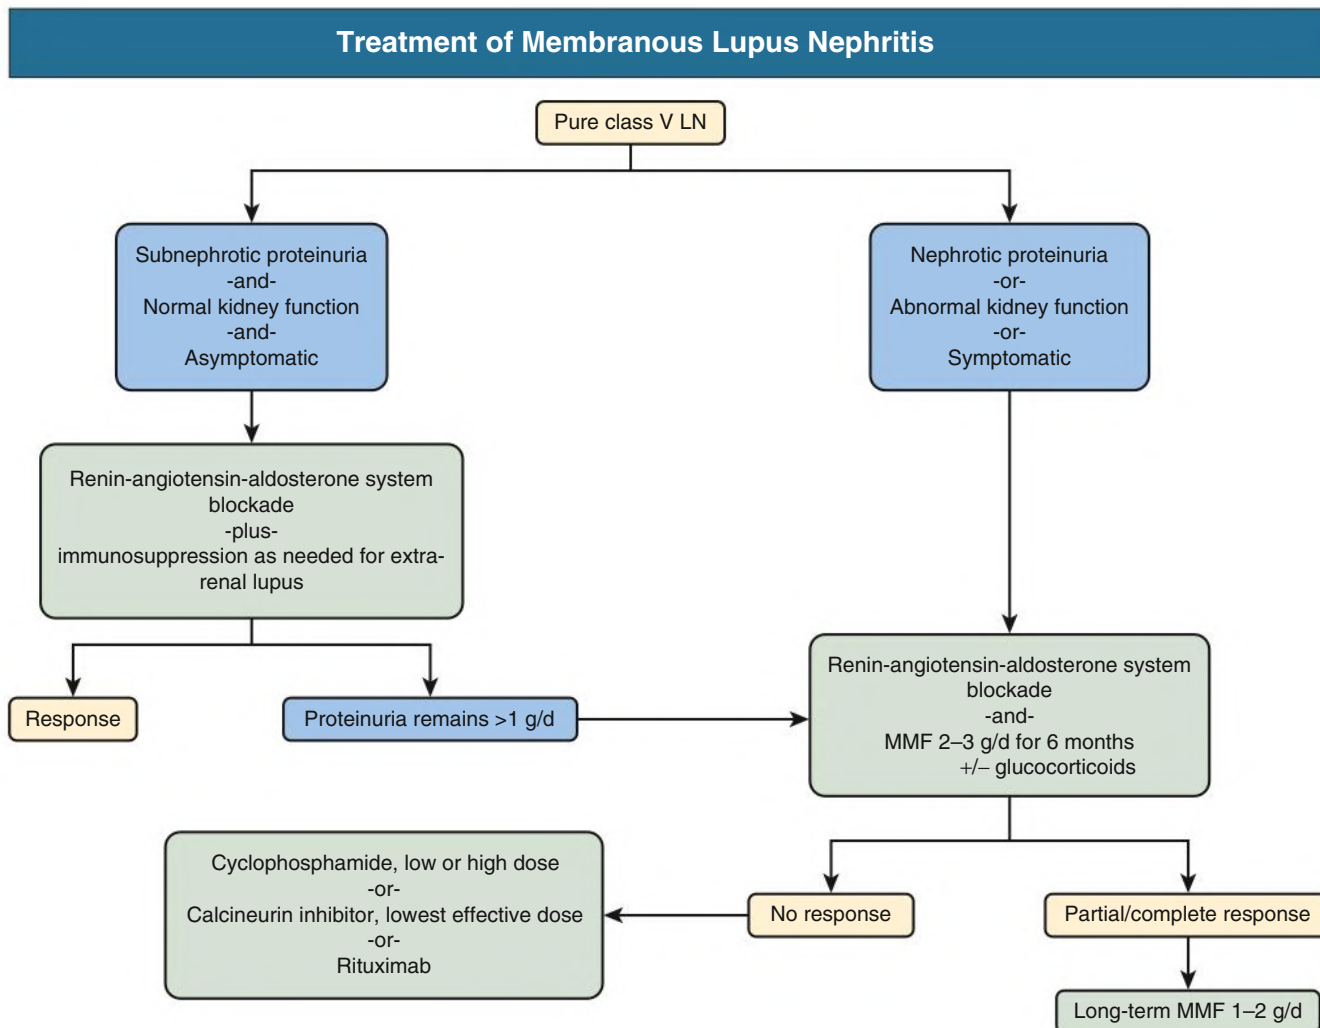 Treatment of Membranous Lupus Nephritis
Pure class V LN
Subnephrotic proteinuria
-and-
Normal kidney function
-and-
Asymptomatic
Nephrotic proteinuria
-or-
Abnormal kidney function
-or-
Symptomatic
Renin-angiotensin-aldosterone system
blockade
-plus-
immunosuppression as needed for extra-
renal lupus
Response
Proteinuria remains >1 g/d
Renin-angiotensin-aldosterone system
blockade
-and-
MMF 2–3 g/d for 6 months
+/− glucocorticoids
Cyclophosphamide, low or high dose
-or-
Calcineurin inhibitor, lowest effective dose
-or-
Rituximab
No response
Partial/complete response
Long-term MMF 1–2 g/d